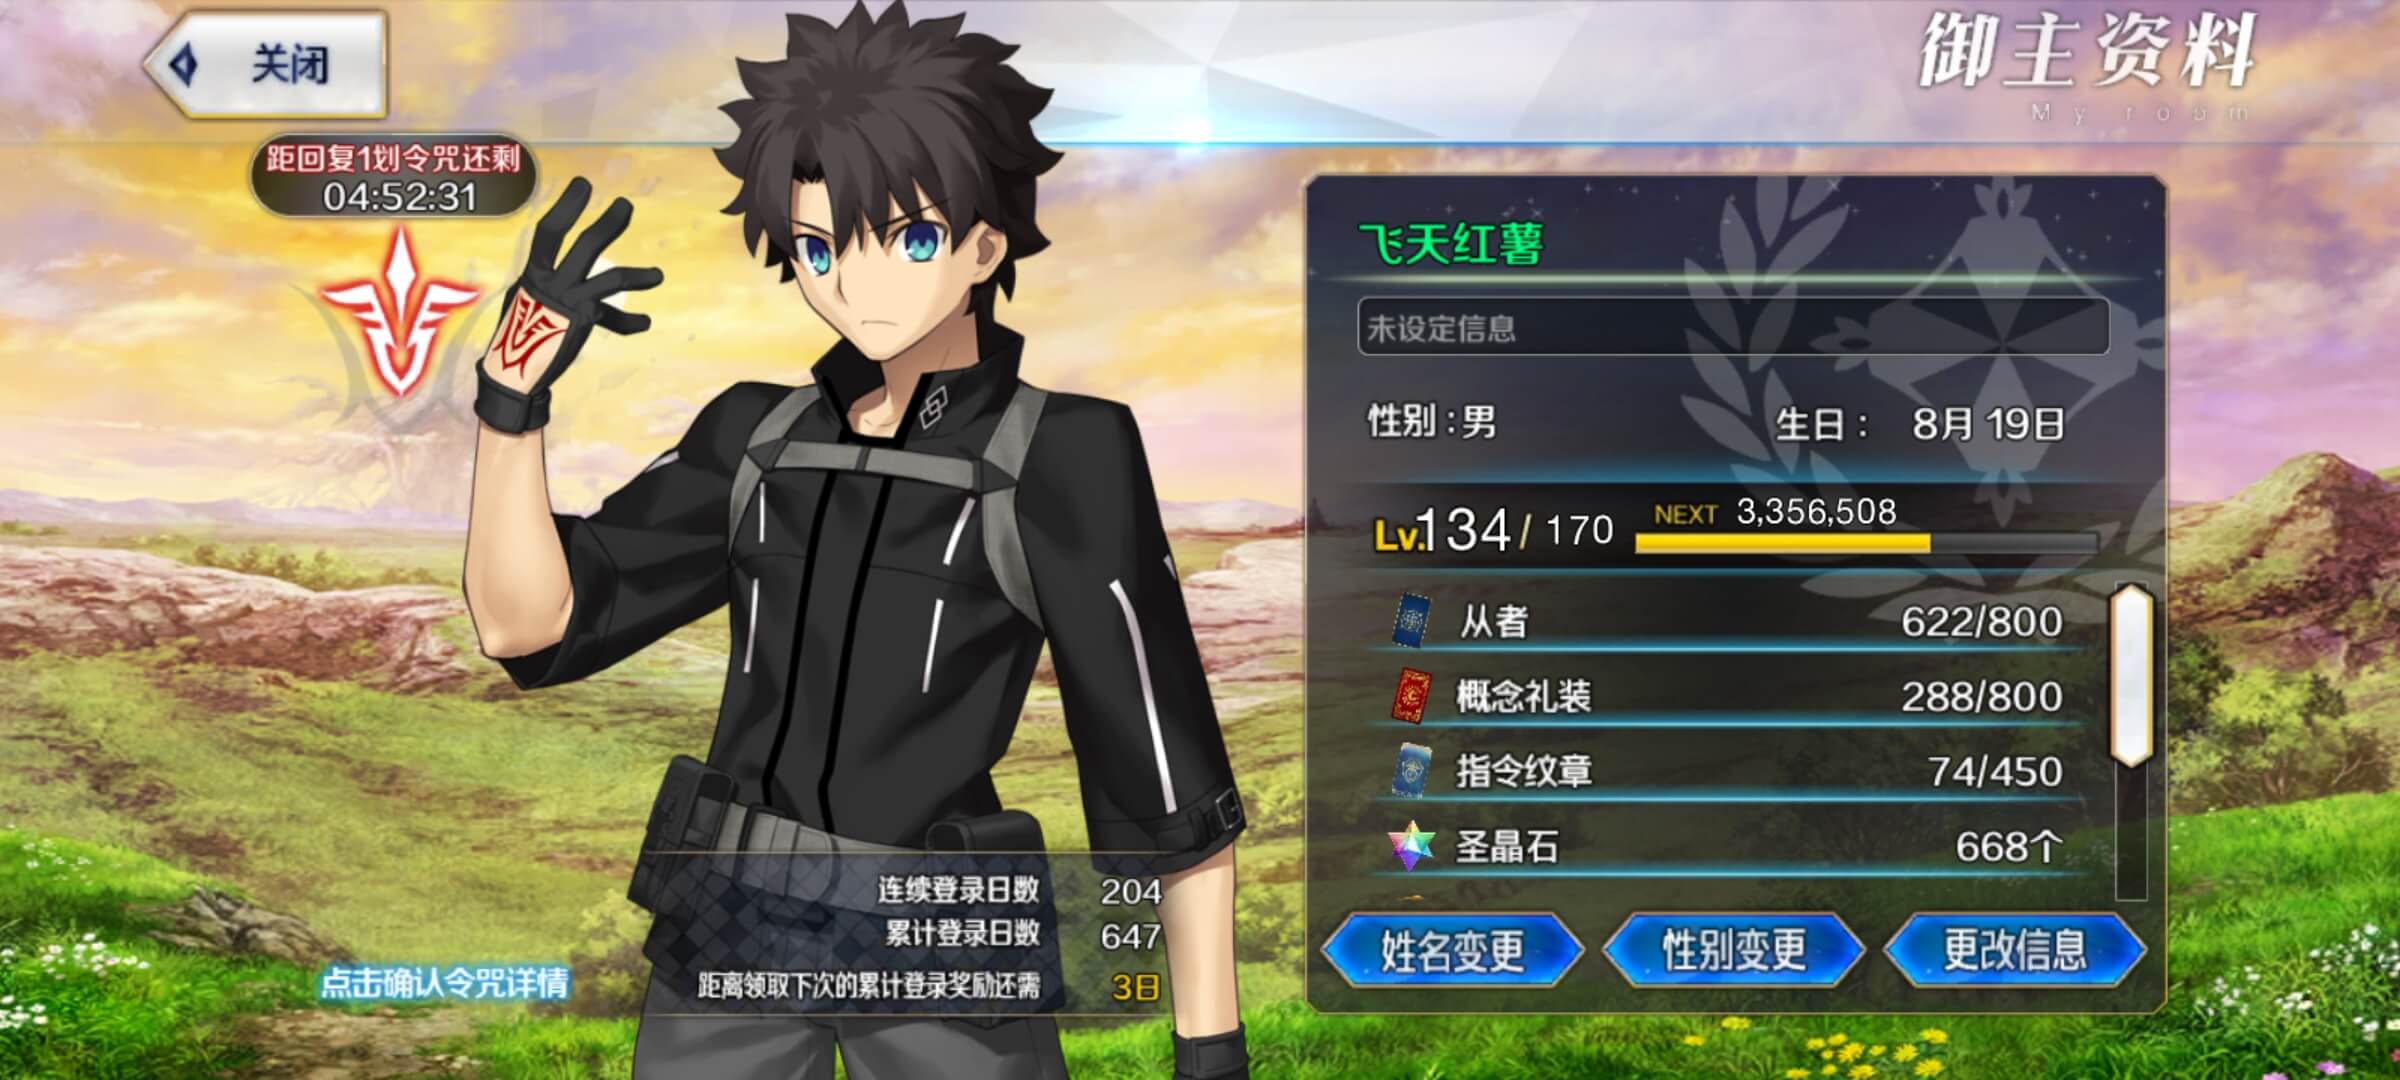 关闭
御主资料
My room
距回复1划令咒还剩
04:52:31
飞天红薯
未设定信息
性别:男
生日: 8月19日
Lv.134/170
NEXT 3,356,508
从者 622/800
概念礼装 288/800
指令纹章 74/450
圣晶石 668个
连续登录日数 204
累计登录日数 647
距离领取下次的累计登录奖励还需 3日
点击确认令咒详情
姓名变更
性别变更
更改信息